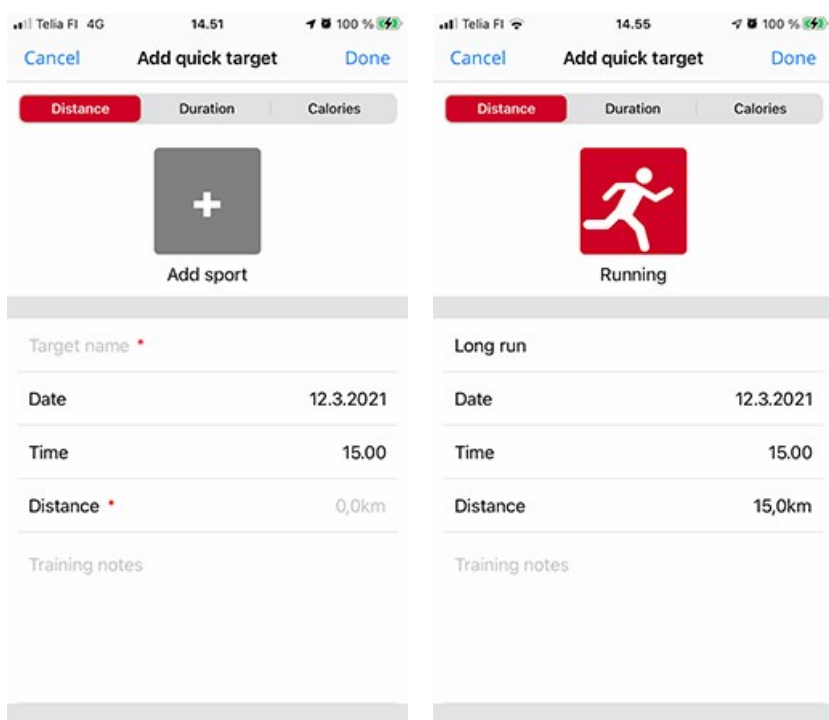 Telia FI 4G 14.51 100 %
Cancel Add quick target Done
Distance Duration Calories
+
Add sport
Target name *
Date 12.3.2021
Time 15.00
Distance * 0,0km
Training notes
Telia FI 14.55 100 %
Cancel Add quick target Done
Distance Duration Calories
Running
Long run
Date 12.3.2021
Time 15.00
Distance 15,0km
Training notes